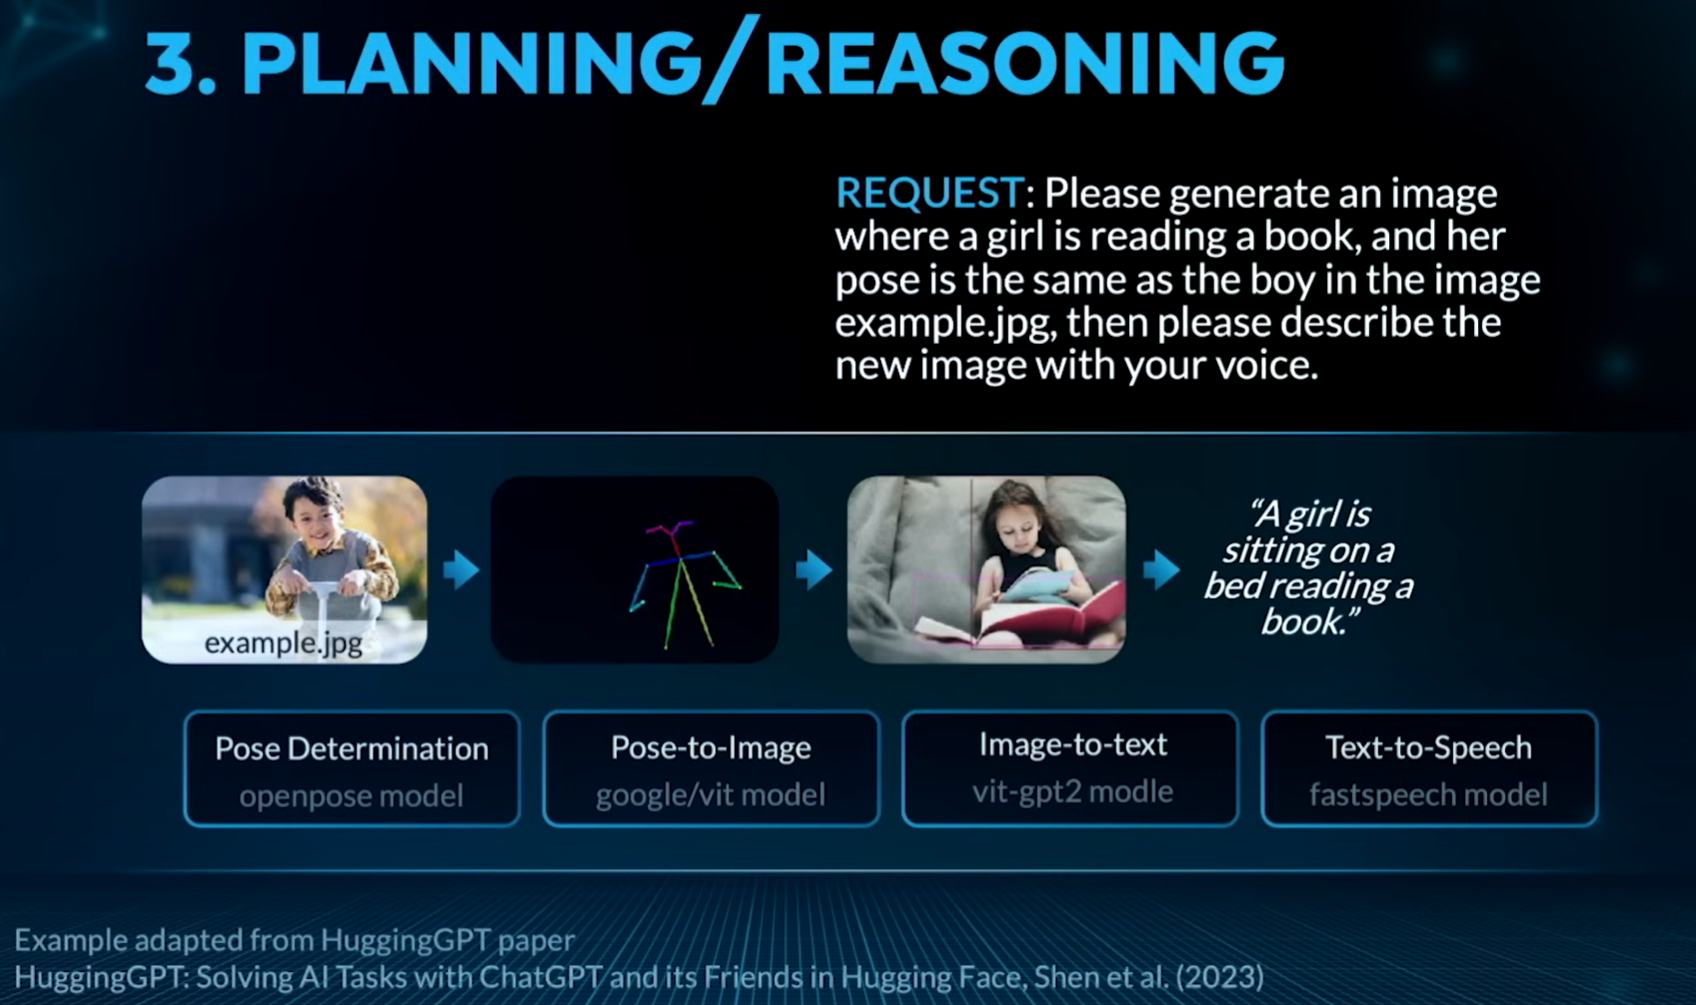 3. PLANNING/REASONING
REQUEST: Please generate an image
where a girl is reading a book, and her
pose is the same as the boy in the image
example.jpg, then please describe the
new image with your voice.
example.jpg
“A girl is
sitting on a
bed reading a
book.”
Pose Determination
openpose model
Pose-to-Image
google/vit model
Image-to-text
vit-gpt2 modle
Text-to-Speech
fastspeech model
Example adapted from HuggingGPT paper
HuggingGPT: Solving AI Tasks with ChatGPT and its Friends in Hugging Face, Shen et al. (2023)